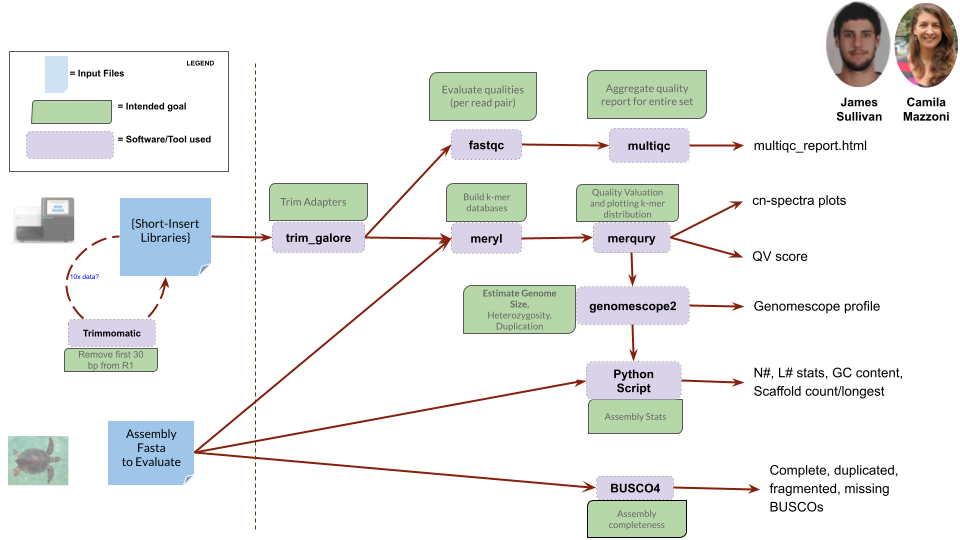 LEGEND
= Input Files
= Intended goal
= Software/Tool used
James
Sullivan
Camila
Mazzoni
Evaluate qualities
(per read pair)
Aggregate quality
report for entire set
fastqc
multiqc
multiqc_report.html
{Short-Insert
Libraries}
10x data?
Trimmomatic
Remove first 30
bp from R1
Trim Adapters
trim_galore
Build k-mer
databases
meryl
Quality Valuation
and plotting k-mer
distribution
merqury
cn-spectra plots
QV score
Estimate Genome
Size,
Heterozygosity,
Duplication
genomescope2
Genomescope profile
Python
Script
Assembly Stats
N#, L# stats, GC content,
Scaffold count/longest
Assembly
Fasta
to Evaluate
BUSCO4
Assembly
completeness
Complete, duplicated,
fragmented, missing
BUSCOs